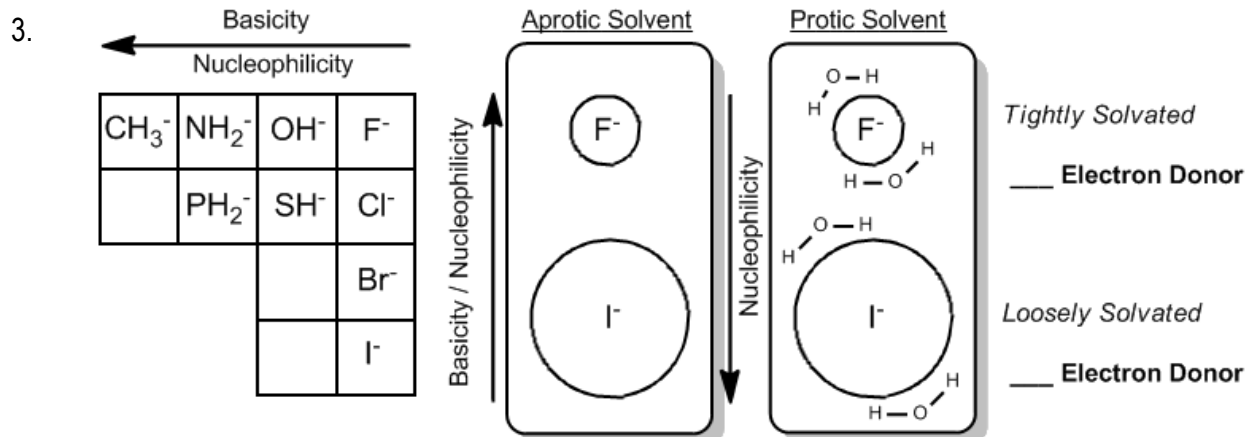 3.
Basicity
Nucleophilicity
CH₃⁻ NH₂⁻ OH⁻ F⁻
PH₂⁻ SH⁻ Cl⁻
Br⁻
I⁻
Basicity / Nucleophilicity
Aprotic Solvent
F⁻
I⁻
Nucleophilicity
Protic Solvent
O H
H
F⁻
H
H O
O H
H
I⁻
H
H O
Tightly Solvated
___ Electron Donor
Loosely Solvated
___ Electron Donor